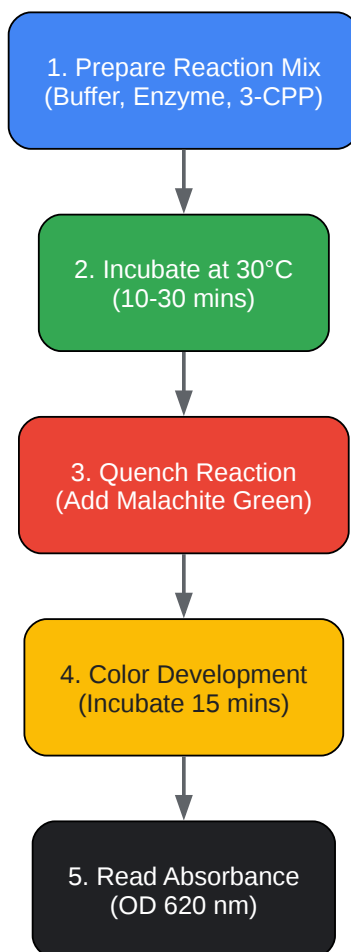 1. Prepare Reaction Mix
(Buffer, Enzyme, 3-CPP)
2. Incubate at 30°C
(10-30 mins)
3. Quench Reaction
(Add Malachite Green)
4. Color Development
(Incubate 15 mins)
5. Read Absorbance
(OD 620 nm)